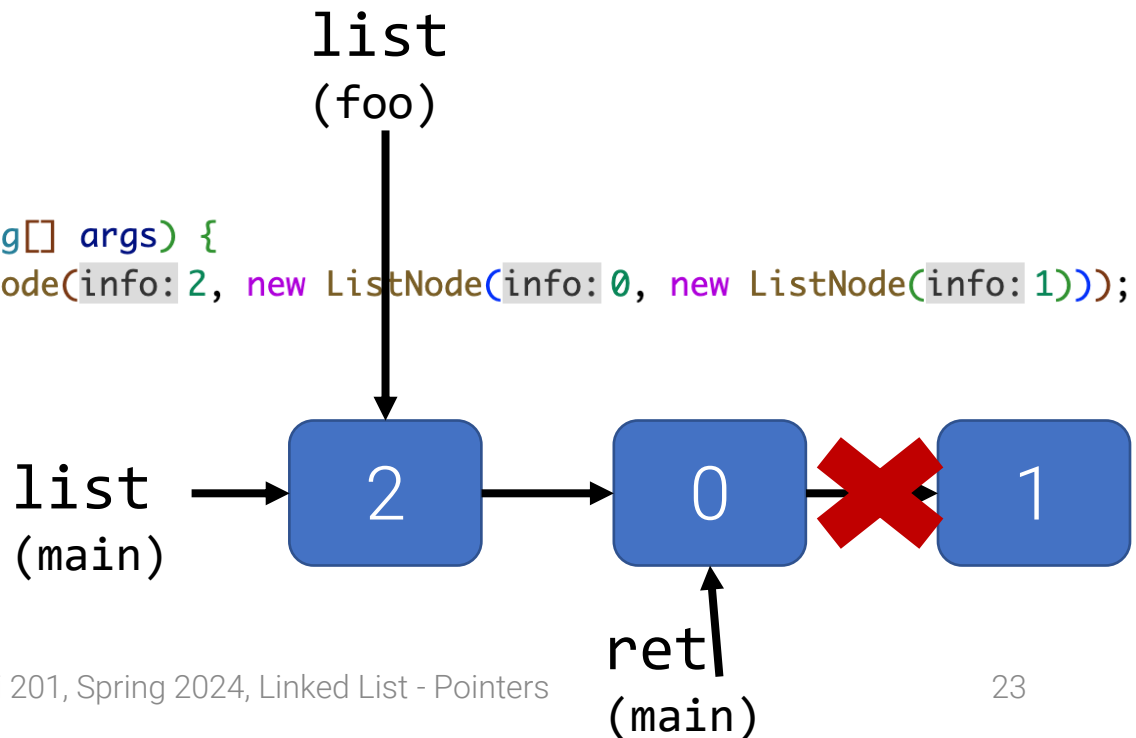 list
(foo)
g[] args) {
ode(info: 2, new ListNode(info: 0, new ListNode(info: 1)));
list
(main)
2
0
1
ret
(main)
201, Spring 2024, Linked List - Pointers
23